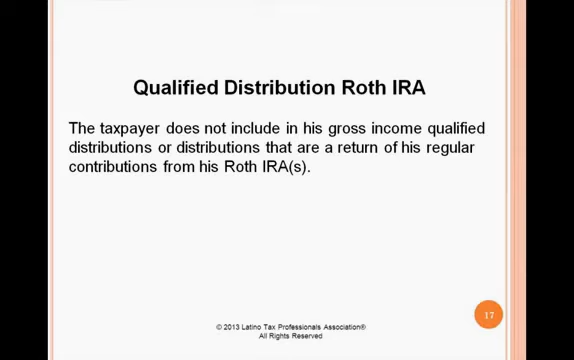 Qualified Distribution Roth IRA
The taxpayer does not include in his gross income qualified
distributions or distributions that are a return of his regular
contributions from his Roth IRA(s).
17
© 2013 Latino Tax Professionals Association®
All Rights Reserved